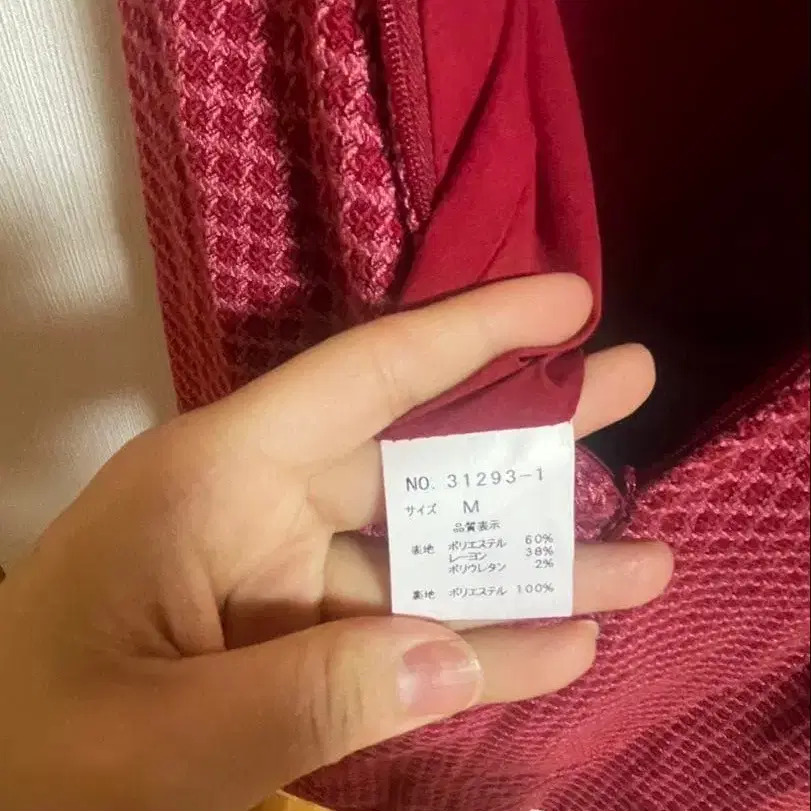 NO. 31293-1
サイズ M
品質表示
表地 ポリエステル 60%
レーヨン 38%
ポリウレタン 2%
裏地 ポリエステル 100%